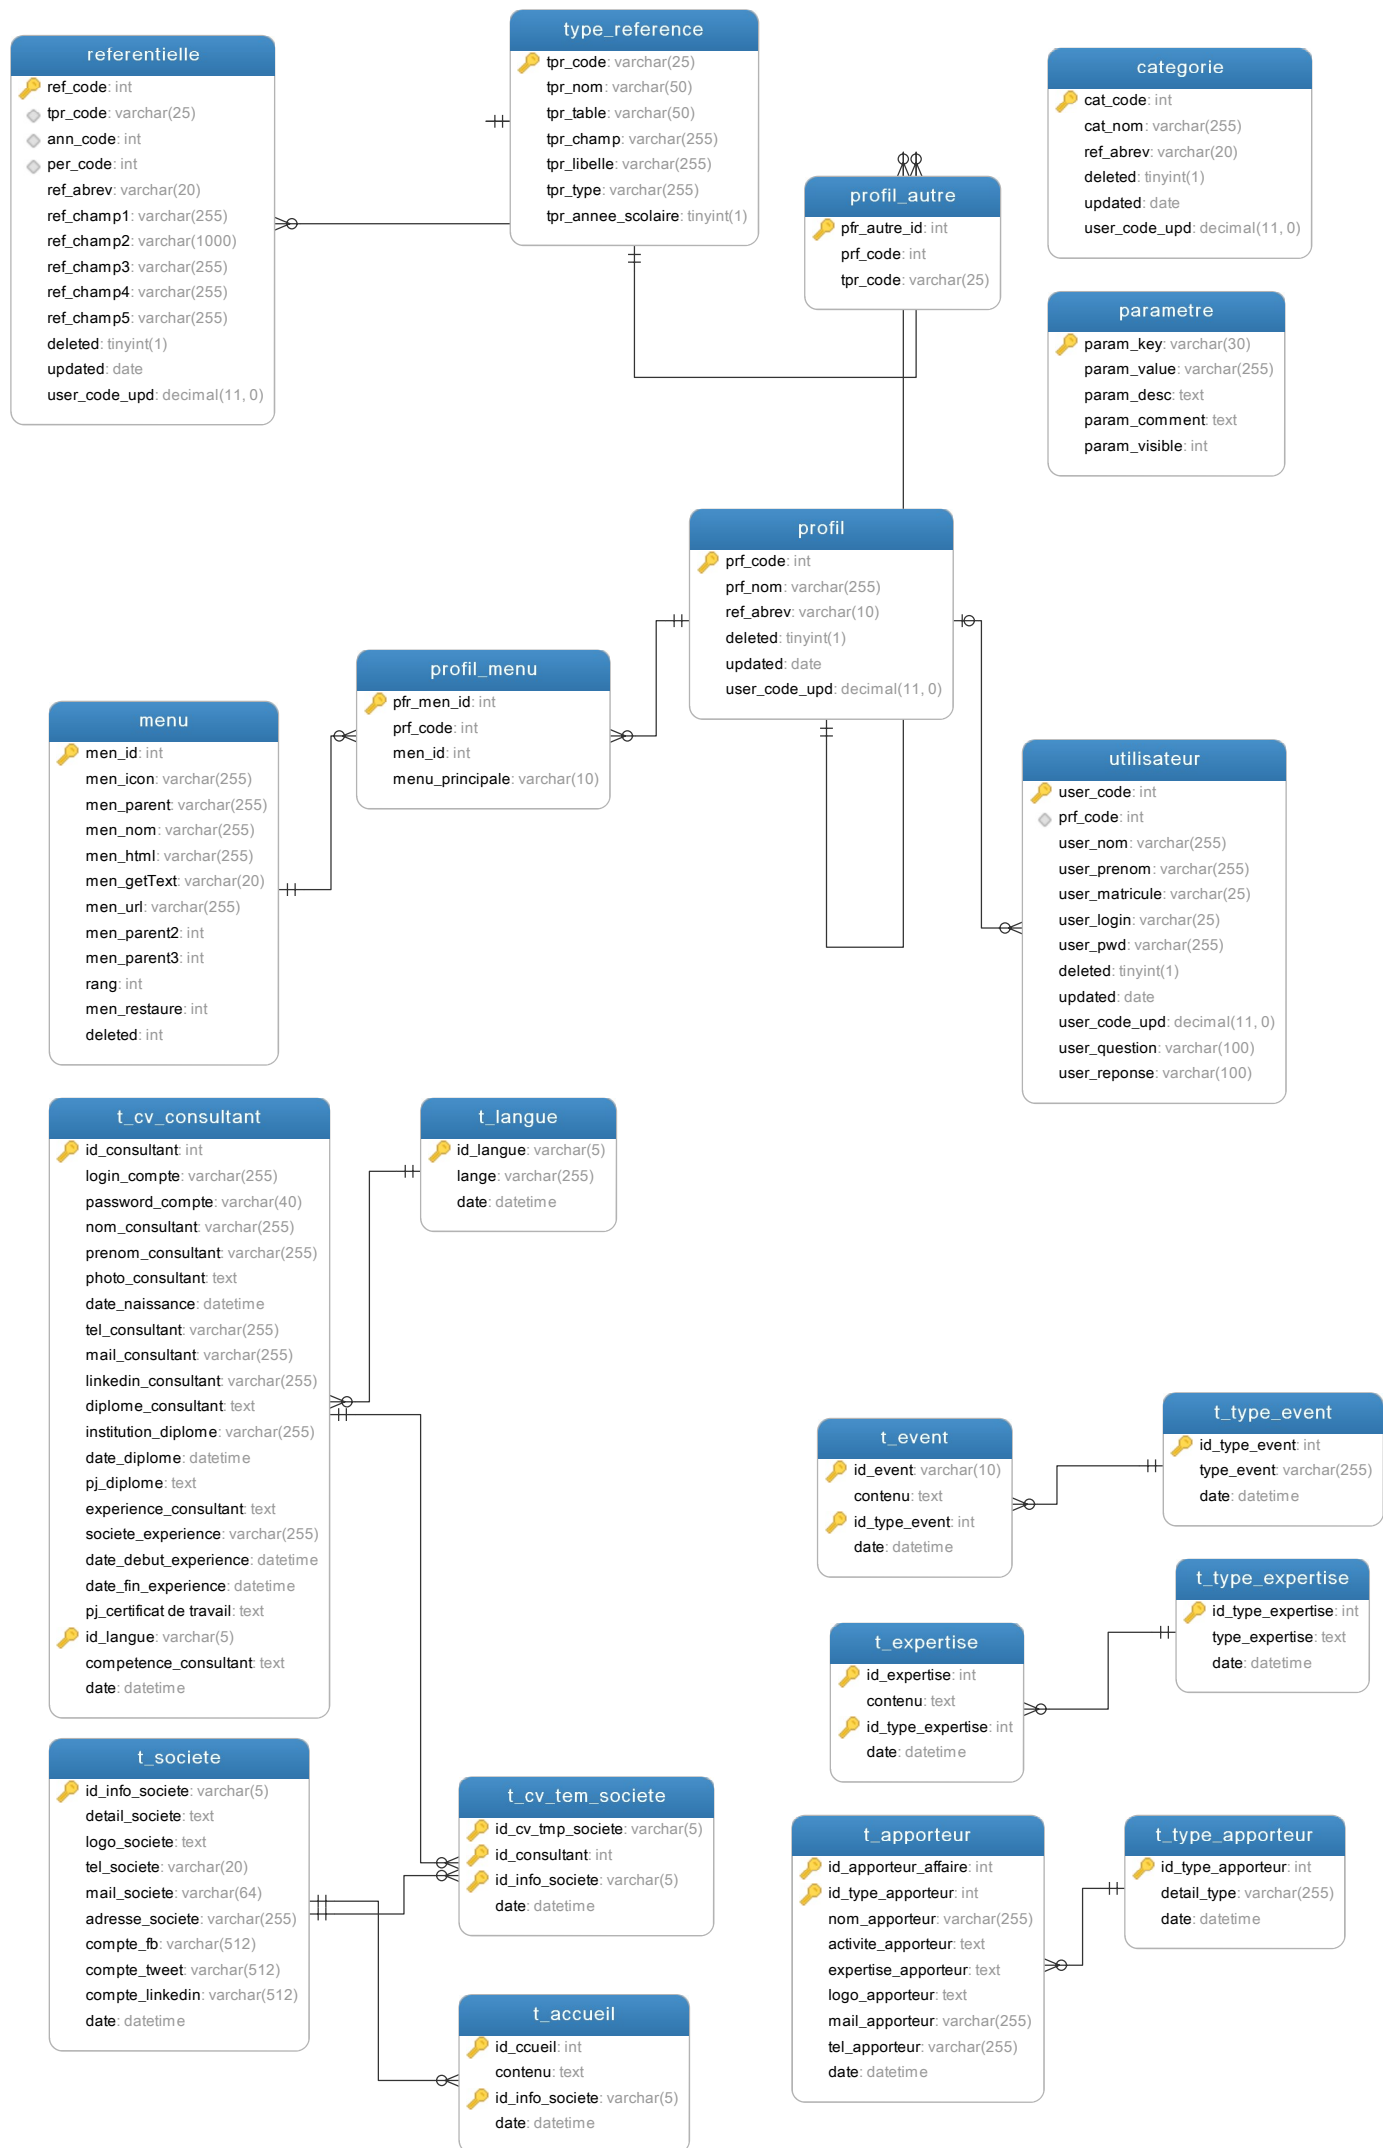 referentielle
ref_code: int
tpr_code: varchar(25)
ann_code: int
per_code: int
ref_abrev: varchar(20)
ref_champ1: varchar(255)
ref_champ2: varchar(1000)
ref_champ3: varchar(255)
ref_champ4: varchar(255)
ref_champ5: varchar(255)
deleted: tinyint(1)
updated: date
user_code_upd: decimal(11, 0)
type_reference
tpr_code: varchar(25)
tpr_nom: varchar(50)
tpr_table: varchar(50)
tpr_champ: varchar(255)
tpr_libelle: varchar(255)
tpr_type: varchar(255)
tpr_annee_scolaire: tinyint(1)
profil_autre
pfr_autre_id: int
prf_code: int
tpr_code: varchar(25)
categorie
cat_code: int
cat_nom: varchar(255)
ref_abrev: varchar(20)
deleted: tinyint(1)
updated: date
user_code_upd: decimal(11, 0)
parametre
param_key: varchar(30)
param_value: varchar(255)
param_desc: text
param_comment: text
param_visible: int
profil
prf_code: int
prf_nom: varchar(255)
ref_abrev: varchar(10)
deleted: tinyint(1)
updated: date
user_code_upd: decimal(11, 0)
profil_menu
pfr_men_id: int
prf_code: int
men_id: int
menu_principale: varchar(10)
menu
men_id: int
men_icon: varchar(255)
men_parent: varchar(255)
men_nom: varchar(255)
men_html: varchar(255)
men_getText: varchar(20)
men_url: varchar(255)
men_parent2: int
men_parent3: int
rang: int
men_restaure: int
deleted: int
utilisateur
user_code: int
prf_code: int
user_nom: varchar(255)
user_prenom: varchar(255)
user_matricule: varchar(25)
user_login: varchar(25)
user_pwd: varchar(255)
deleted: tinyint(1)
updated: date
user_code_upd: decimal(11, 0)
user_question: varchar(100)
user_reponse: varchar(100)
t_cv_consultant
id_consultant: int
login_compte: varchar(255)
password_compte: varchar(40)
nom_consultant: varchar(255)
prenom_consultant: varchar(255)
photo_consultant: text
date_naissance: datetime
tel_consultant: varchar(255)
mail_consultant: varchar(255)
linkedin_consultant: varchar(255)
diplome_consultant: text
institution_diplome: varchar(255)
date_diplome: datetime
pj_diplome: text
experience_consultant: text
societe_experience: varchar(255)
date_debut_experience: datetime
date_fin_experience: datetime
pj_certificat de travail: text
id_langue: varchar(5)
competence_consultant: text
date: datetime
t_langue
id_langue: varchar(5)
lange: varchar(255)
date: datetime
t_event
id_event: varchar(10)
contenu: text
id_type_event: int
date: datetime
t_type_event
id_type_event: int
type_event: varchar(255)
date: datetime
t_type_expertise
id_type_expertise: int
type_expertise: text
date: datetime
t_expertise
id_expertise: int
contenu: text
id_type_expertise: int
date: datetime
t_societe
id_info_societe: varchar(5)
detail_societe: text
logo_societe: text
tel_societe: varchar(20)
mail_societe: varchar(64)
adresse_societe: varchar(255)
compte_fb: varchar(512)
compte_tweet: varchar(512)
compte_linkedin: varchar(512)
date: datetime
t_cv_tem_societe
id_cv_tmp_societe: varchar(5)
id_consultant: int
id_info_societe: varchar(5)
date: datetime
t_apporteur
id_apporteur_affaire: int
id_type_apporteur: int
nom_apporteur: varchar(255)
activite_apporteur: text
expertise_apporteur: text
logo_apporteur: text
mail_apporteur: varchar(255)
tel_apporteur: varchar(255)
date: datetime
t_type_apporteur
id_type_apporteur: int
detail_type: varchar(255)
date: datetime
t_accueil
id_ccueil: int
contenu: text
id_info_societe: varchar(5)
date: datetime